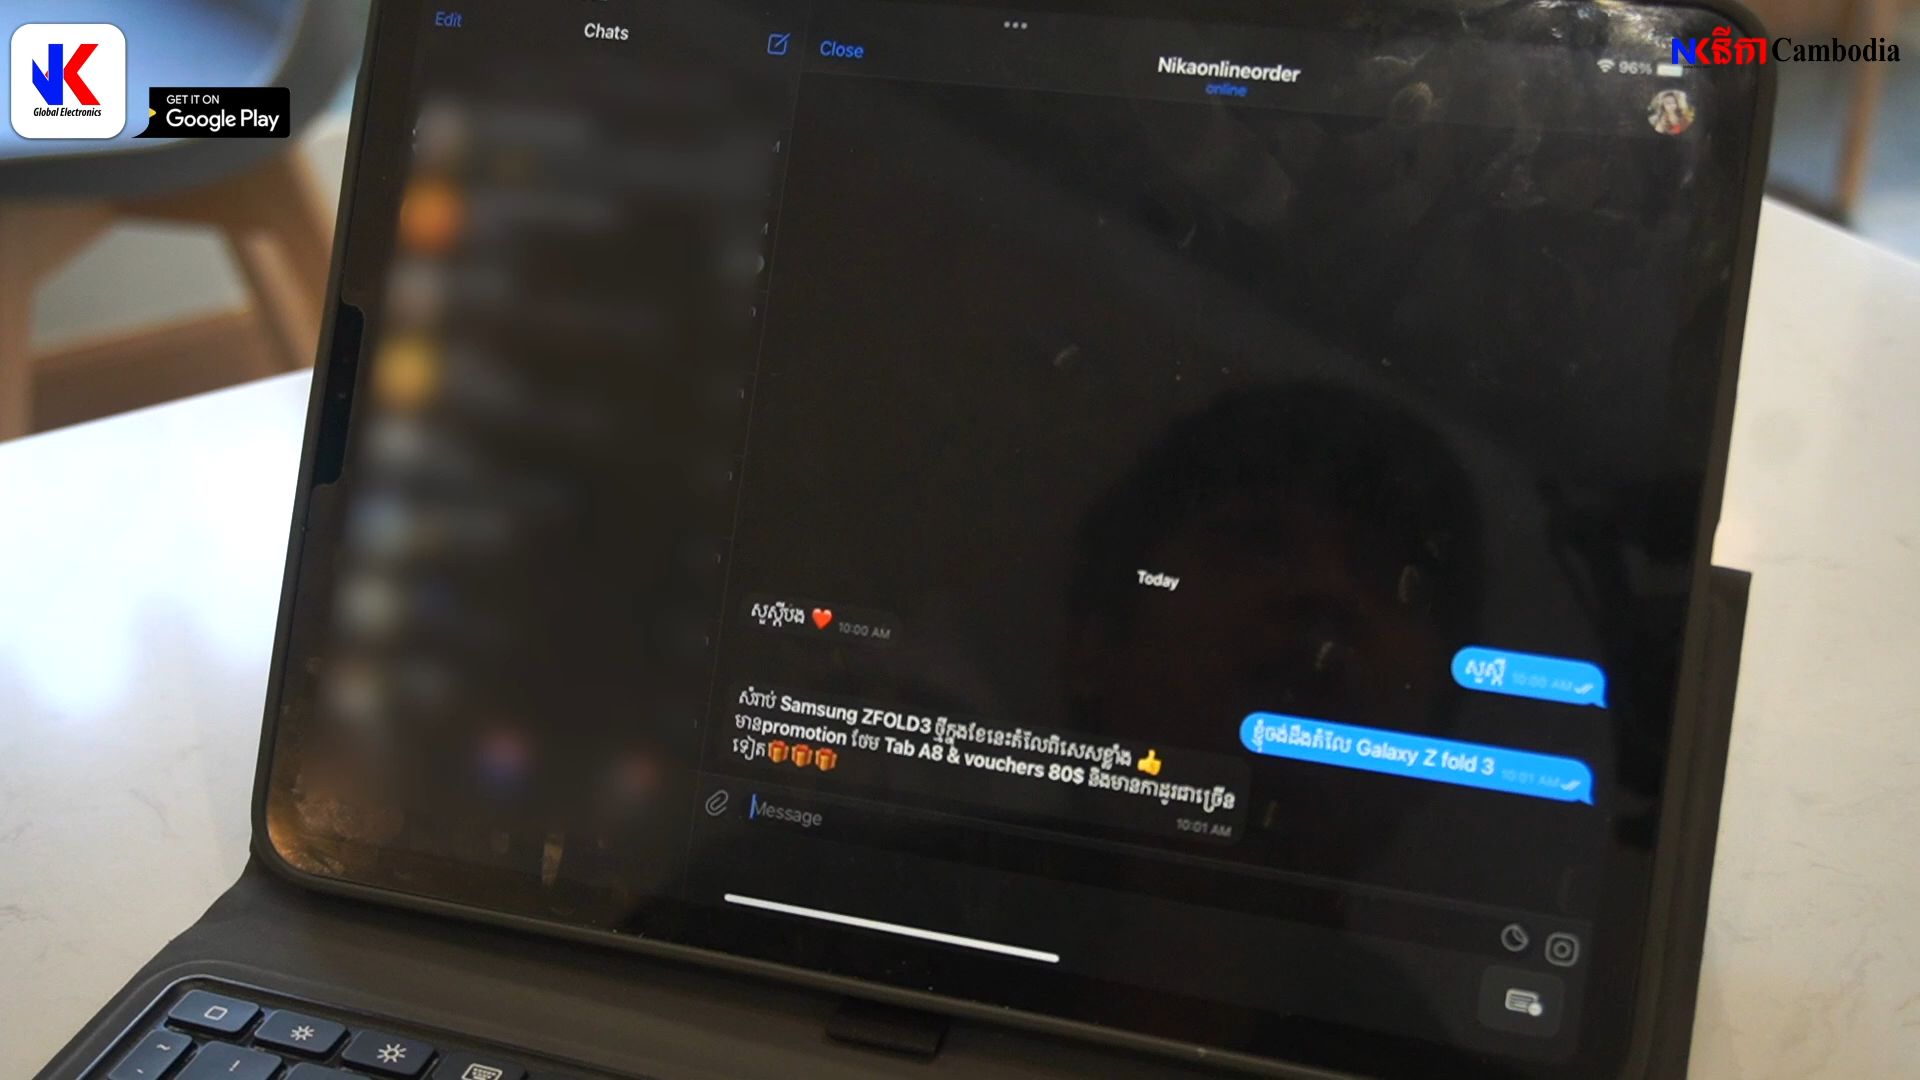 NK
Global Electronics
GET IT ON
Google Play
NKនីកា Cambodia
96%
Edit
Chats
Close
Nikaonlineorder
online
Today
សួស្តីបង ❤️ 10:00 AM
សួស្តី 10:00 AM
ខ្ញុំចង់ដឹងតំលៃ Galaxy Z fold 3 10:01 AM
សំរាប់ Samsung ZFOLD3 ថ្មីក្នុងខែនេះតំលៃពិសេសខ្លាំង 👍
មានpromotion ថែម Tab A8 & vouchers 80$ និងមានកាដូរជាច្រើន
ទៀត🎁🎁🎁
10:01 AM
Message